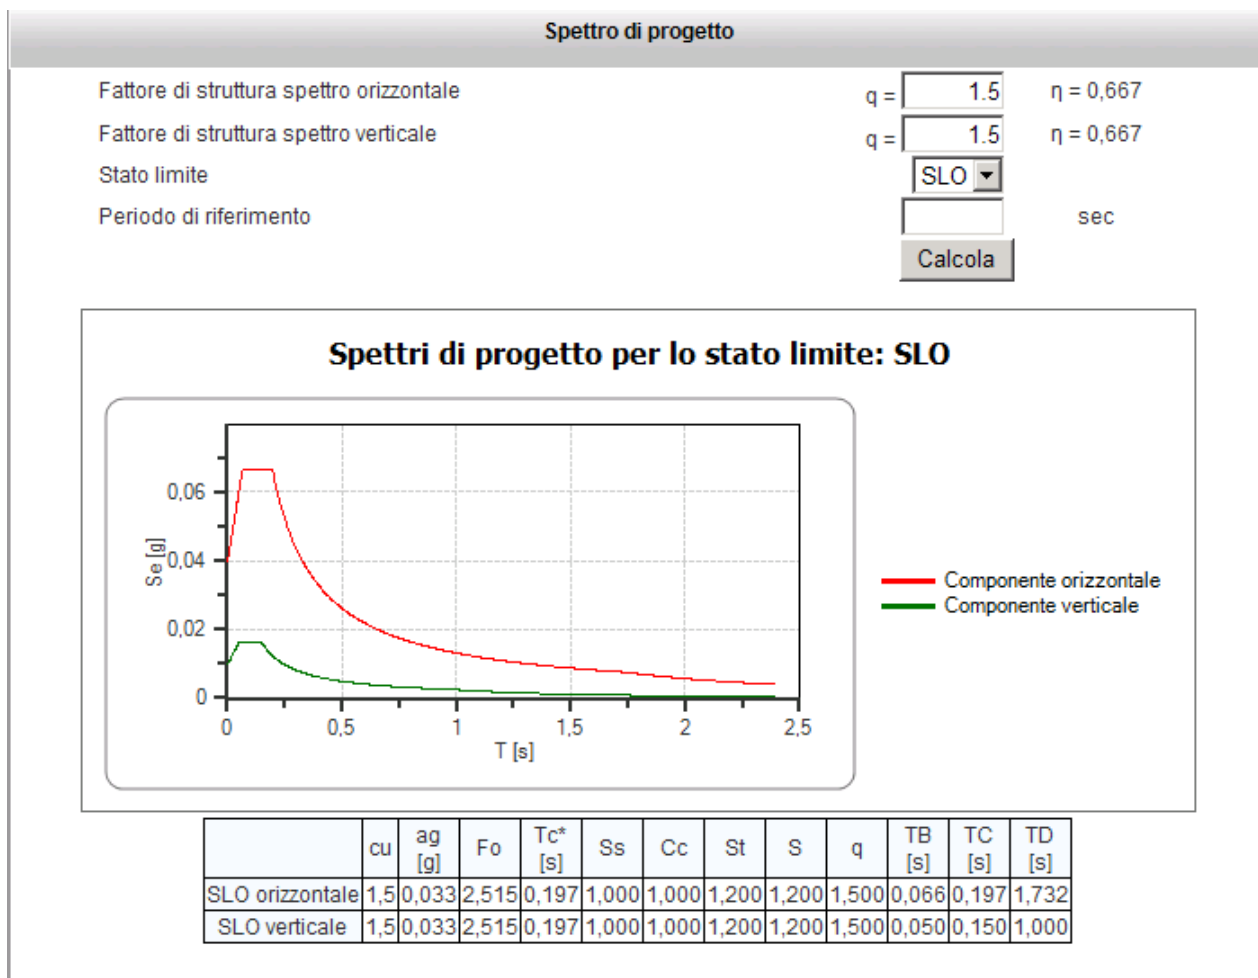 Spettro di progetto
Fattore di struttura spettro orizzontale q = 1.5 η = 0,667
Fattore di struttura spettro verticale q = 1.5 η = 0,667
Stato limite SLO
Periodo di riferimento sec
Calcola
Spettri di progetto per lo stato limite: SLO
Se [g]
0,06
0,04
0,02
0
0 0,5 1 1,5 2 2,5
T [s]
Componente orizzontale
Componente verticale
cu ag [g] Fo Tc* [s] Ss Cc St S q TB [s] TC [s] TD [s]
SLO orizzontale 1,5 0,033 2,515 0,197 1,000 1,000 1,200 1,200 1,500 0,066 0,197 1,732
SLO verticale 1,5 0,033 2,515 0,197 1,000 1,000 1,200 1,200 1,500 0,050 0,150 1,000